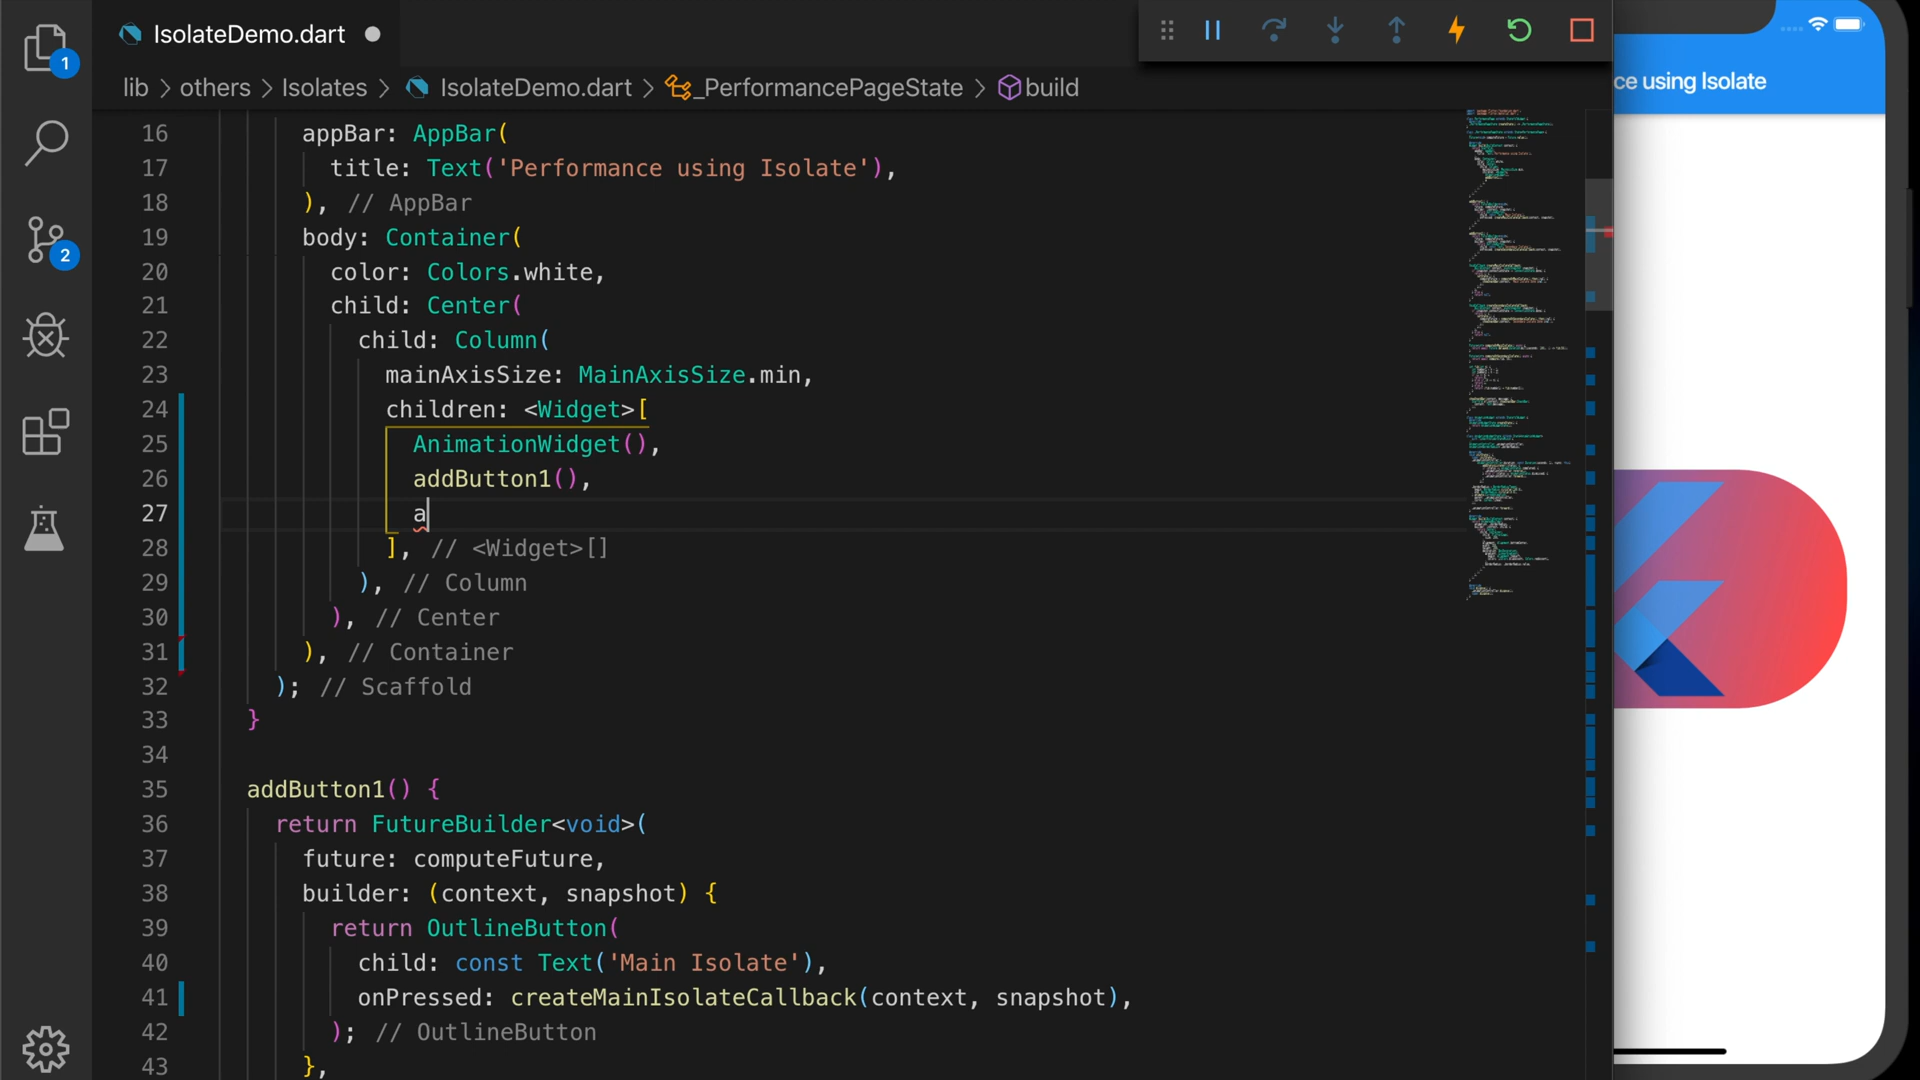 IsolateDemo.dart
lib > others > Isolates > IsolateDemo.dart > _PerformancePageState > build
1
2
16 appBar: AppBar(
17 title: Text('Performance using Isolate'),
18 ), // AppBar
19 body: Container(
20 color: Colors.white,
21 child: Center(
22 child: Column(
23 mainAxisSize: MainAxisSize.min,
24 children: <Widget>[
25 AnimationWidget(),
26 addButton1(),
27 a
28 ], // <Widget>[]
29 ), // Column
30 ), // Center
31 ), // Container
32 ); // Scaffold
33 }
34
35 addButton1() {
36 return FutureBuilder<void>(
37 future: computeFuture,
38 builder: (context, snapshot) {
39 return OutlineButton(
40 child: const Text('Main Isolate'),
41 onPressed: createMainIsolateCallback(context, snapshot),
42 ); // OutlineButton
43 },
ce using Isolate